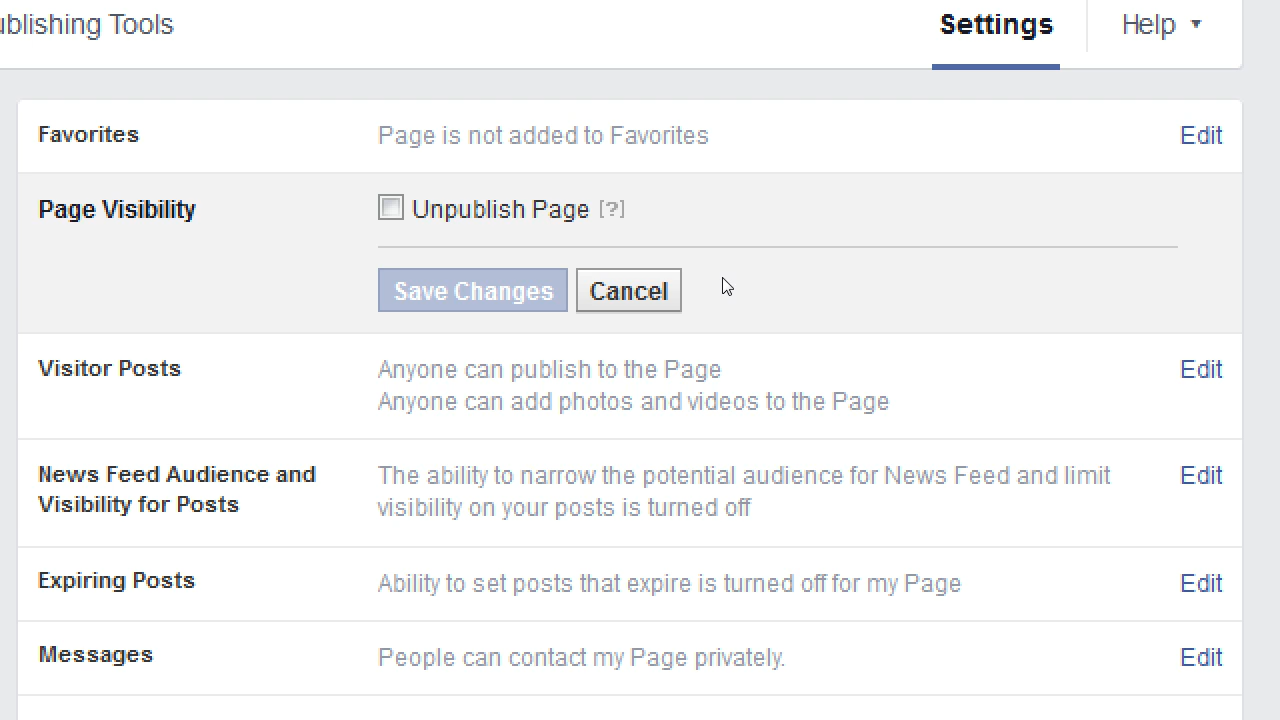 ublishing Tools
Settings
Help
Favorites
Page is not added to Favorites
Edit
Page Visibility
Unpublish Page [?]
Save Changes
Cancel
Visitor Posts
Anyone can publish to the Page
Edit
Anyone can add photos and videos to the Page
News Feed Audience and
Visibility for Posts
The ability to narrow the potential audience for News Feed and limit
visibility on your posts is turned off
Edit
Expiring Posts
Ability to set posts that expire is turned off for my Page
Edit
Messages
People can contact my Page privately.
Edit